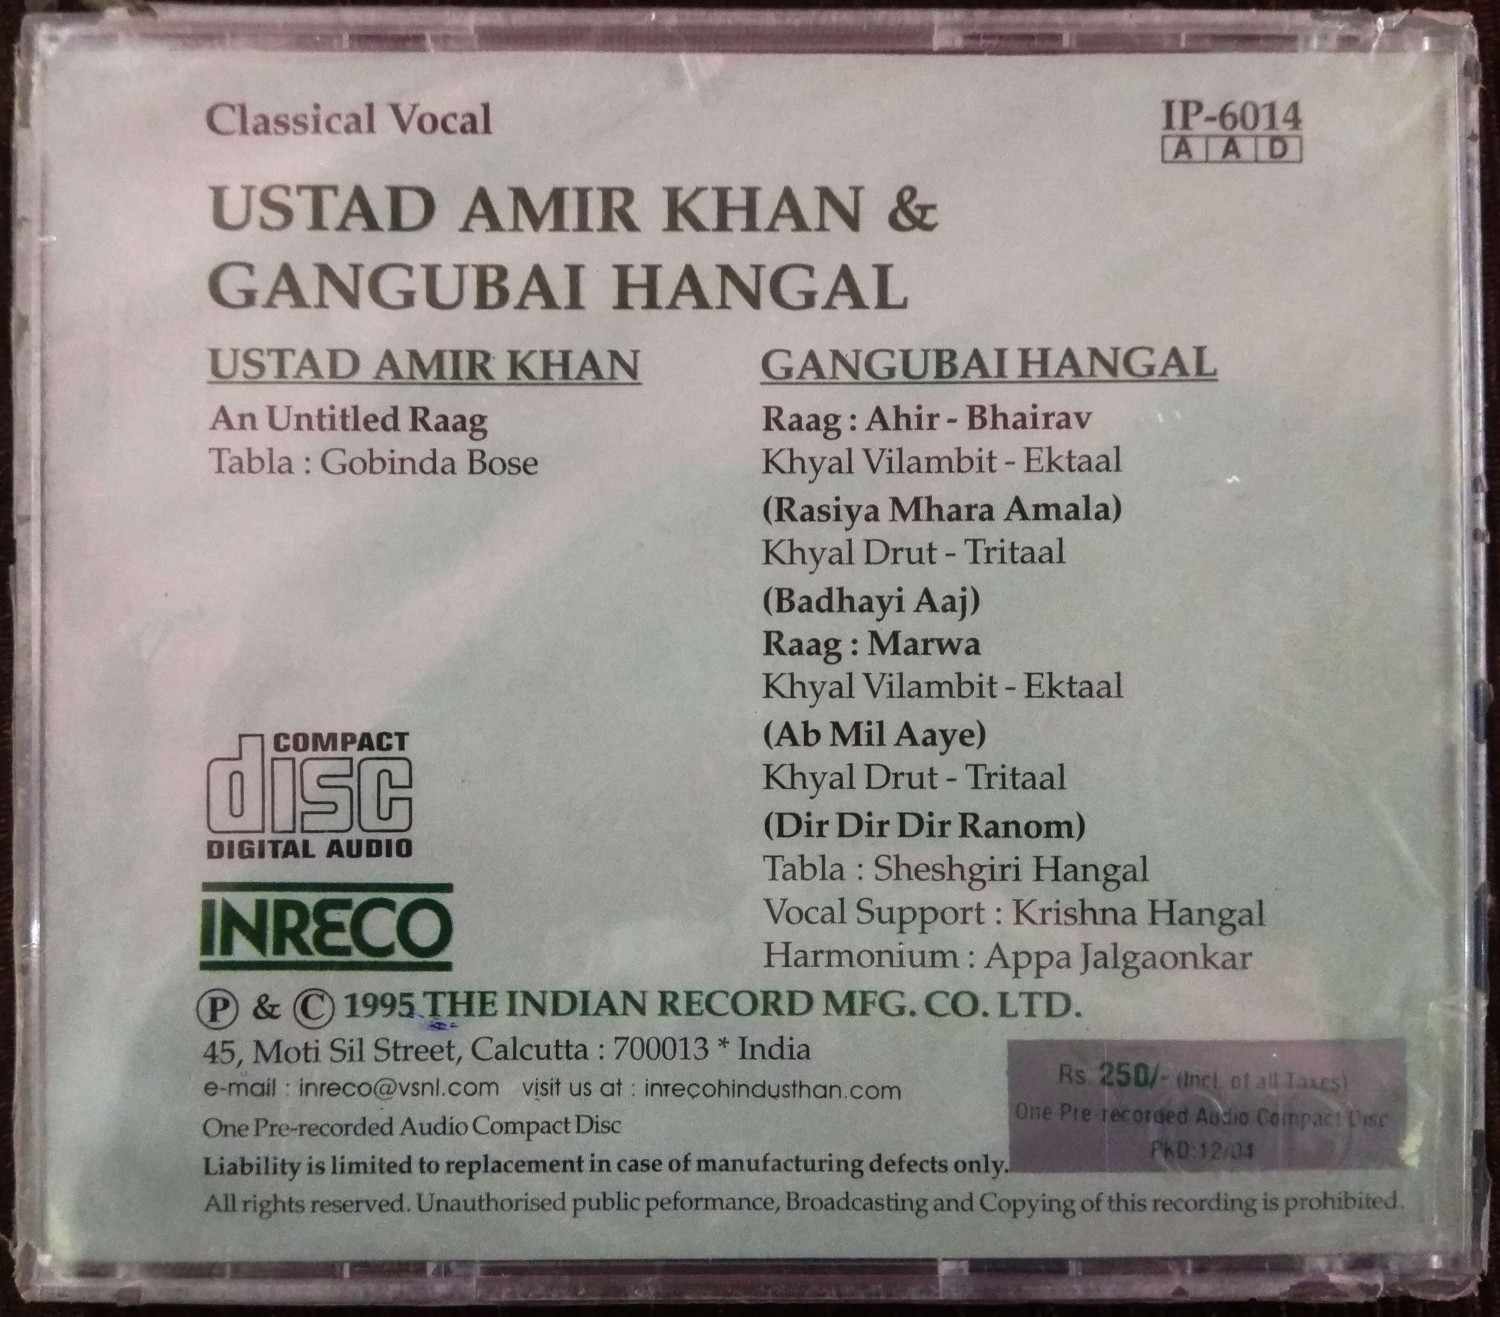 Classical Vocal
IP-6014
A A D
USTAD AMIR KHAN &
GANGUBAI HANGAL
USTAD AMIR KHAN
An Untitled Raag
Tabla : Gobinda Bose
GANGUBAI HANGAL
Raag : Ahir - Bhairav
Khyal Vilambit - Ektaal
(Rasiya Mhara Amala)
Khyal Drut - Tritaal
(Badhayi Aaj)
Raag : Marwa
Khyal Vilambit - Ektaal
(Ab Mil Aaye)
Khyal Drut - Tritaal
(Dir Dir Dir Ranom)
Tabla : Sheshgiri Hangal
Vocal Support : Krishna Hangal
Harmonium : Appa Jalgaonkar
COMPACT
disc
DIGITAL AUDIO
INRECO
Ⓟ & © 1995 THE INDIAN RECORD MFG. CO. LTD.
45, Moti Sil Street, Calcutta : 700013 * India
e-mail : inreco@vsnl.com visit us at : inrecohindusthan.com
One Pre-recorded Audio Compact Disc
Liability is limited to replacement in case of manufacturing defects only.
All rights reserved. Unauthorised public peformance, Broadcasting and Copying of this recording is prohibited.
Rs. 250/- (Incl. of all Taxes)
One Pre-recorded Audio Compact Disc
PKD:12/04